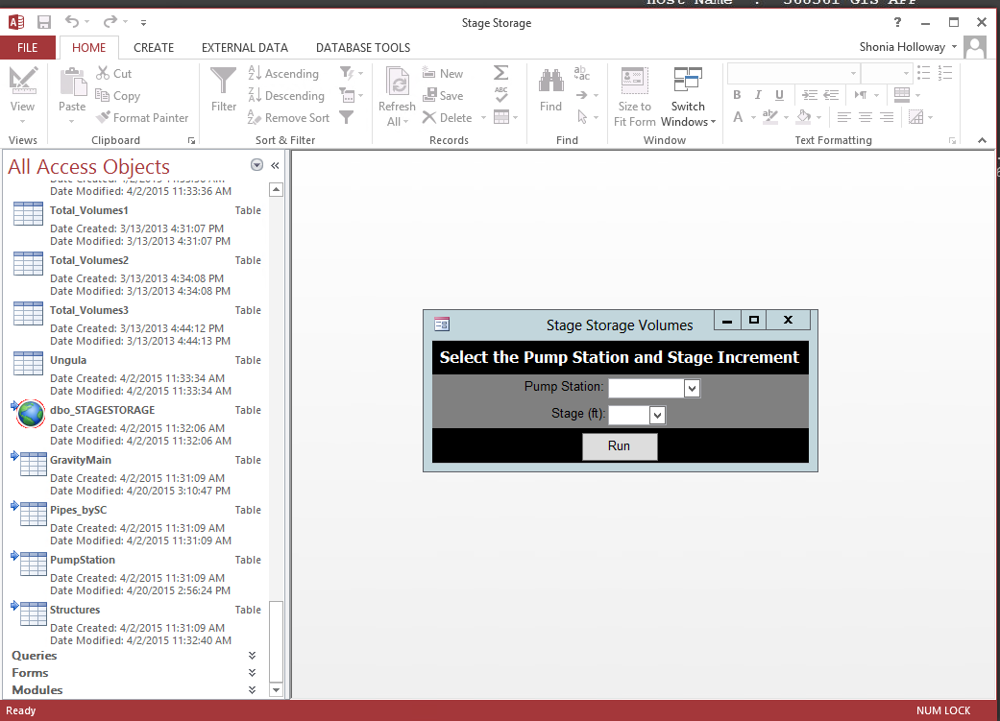 Host Name : 368361 GIS APP
Stage Storage
?
FILE HOME CREATE EXTERNAL DATA DATABASE TOOLS
Shonia Holloway
View
Views
Paste
Cut
Copy
Format Painter
Clipboard
Filter
Ascending
Descending
Remove Sort
Sort & Filter
Refresh
All
New
Save
Delete
ABC
Records
Find
ab
ac
Find
Size to
Fit Form
Switch
Windows
Window
B I U
A
Text Formatting
All Access Objects
Date Modified: 4/2/2015 11:33:36 AM
Total_Volumes1 Table
Date Created: 3/13/2013 4:31:07 PM
Date Modified: 3/13/2013 4:31:07 PM
Total_Volumes2 Table
Date Created: 3/13/2013 4:34:08 PM
Date Modified: 3/13/2013 4:34:08 PM
Total_Volumes3 Table
Date Created: 3/13/2013 4:44:12 PM
Date Modified: 3/13/2013 4:44:13 PM
Ungula Table
Date Created: 4/2/2015 11:33:34 AM
Date Modified: 4/2/2015 11:33:34 AM
dbo_STAGESTORAGE Table
Date Created: 4/2/2015 11:32:06 AM
Date Modified: 4/2/2015 11:32:06 AM
GravityMain Table
Date Created: 4/2/2015 11:31:09 AM
Date Modified: 4/20/2015 3:10:47 PM
Pipes_bySC Table
Date Created: 4/2/2015 11:31:09 AM
Date Modified: 4/2/2015 11:31:09 AM
PumpStation Table
Date Created: 4/2/2015 11:31:09 AM
Date Modified: 4/20/2015 2:56:24 PM
Structures Table
Date Created: 4/2/2015 11:31:09 AM
Date Modified: 4/2/2015 11:32:40 AM
Queries
Forms
Modules
Stage Storage Volumes
Select the Pump Station and Stage Increment
Pump Station:
Stage (ft):
Run
Ready
NUM LOCK